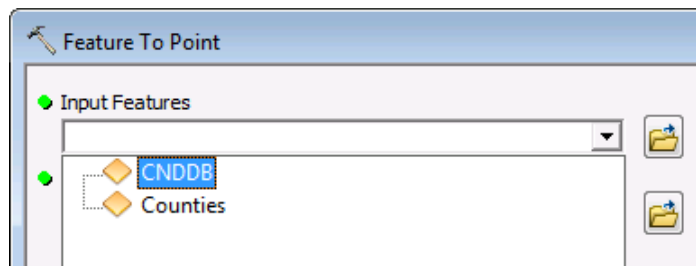 Feature To Point
Input Features
CNDDB
Counties